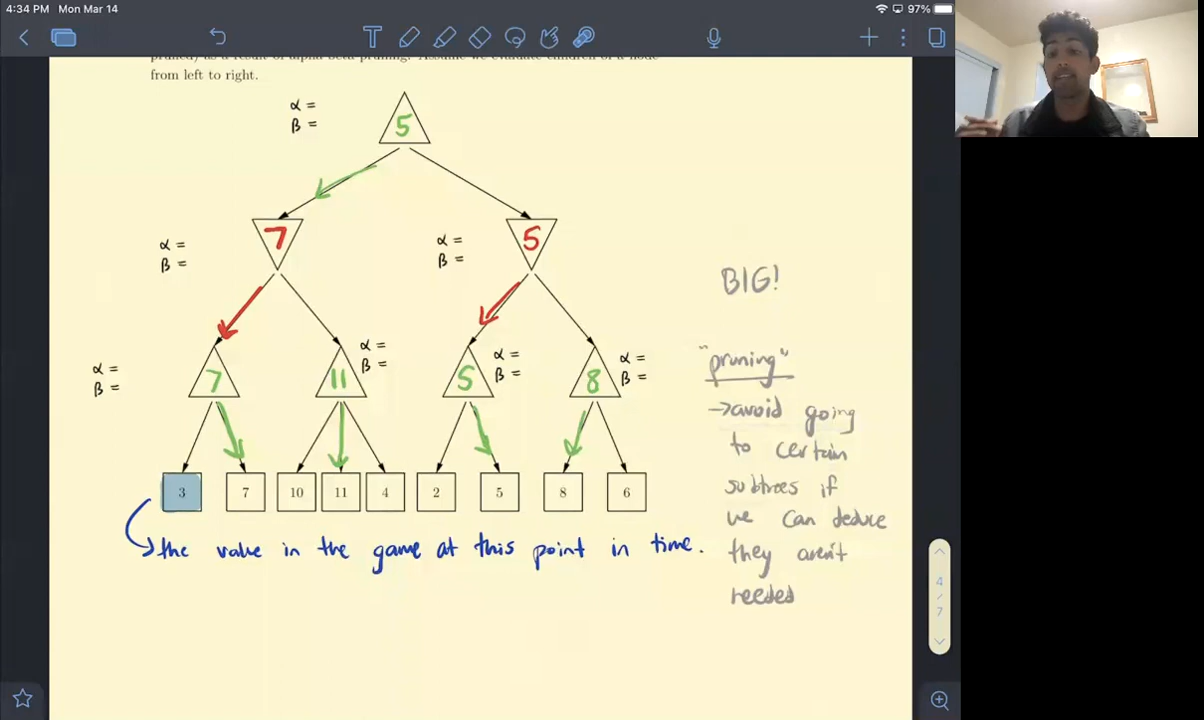 4:34 PM Mon Mar 14
97%
from left to right.
α =
β =
5
7
α =
β =
5
α =
β =
BIG!
7
α =
β =
11
α =
β =
5
α =
β =
8
α =
β =
3
7
10
11
4
2
5
8
6
the value in the game at this point in time.
"pruning"
→avoid going
to certain
subtrees if
we can deduce
they aren't
needed
4
/
7